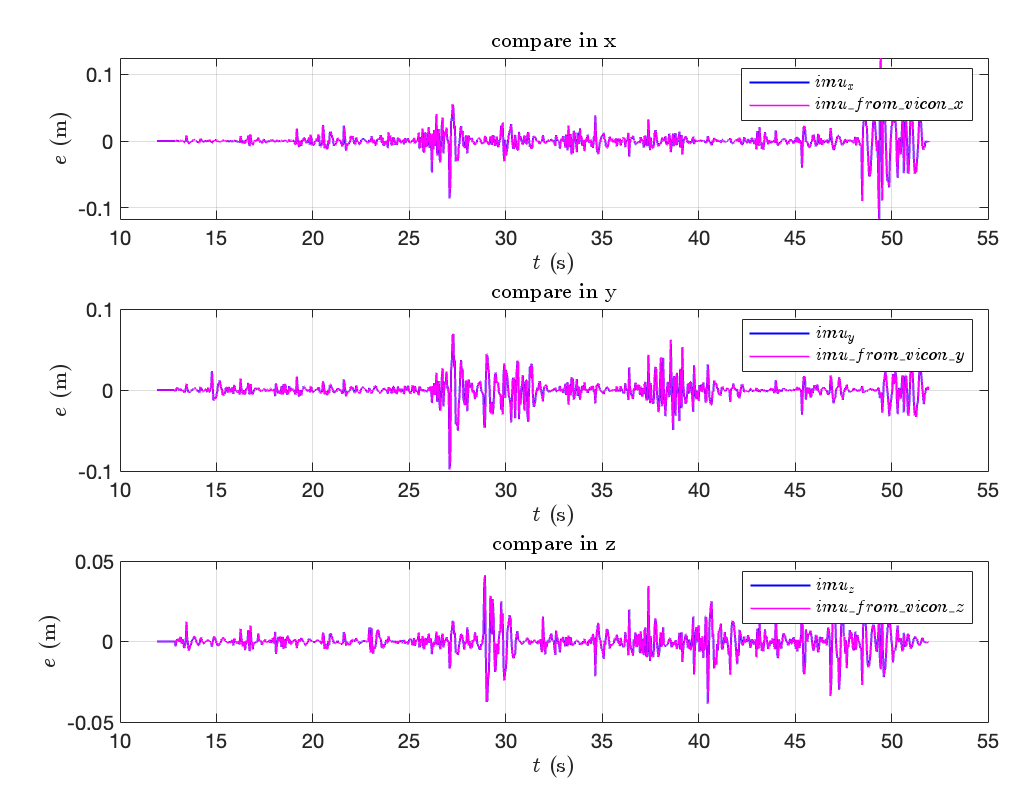 compare in x
0.1
0
-0.1
e (m)
imu_x
imu_from_vicon_x
10 15 20 25 30 35 40 45 50 55
t (s)
compare in y
0.1
0
-0.1
e (m)
imu_y
imu_from_vicon_y
10 15 20 25 30 35 40 45 50 55
t (s)
compare in z
0.05
0
-0.05
e (m)
imu_z
imu_from_vicon_z
10 15 20 25 30 35 40 45 50 55
t (s)